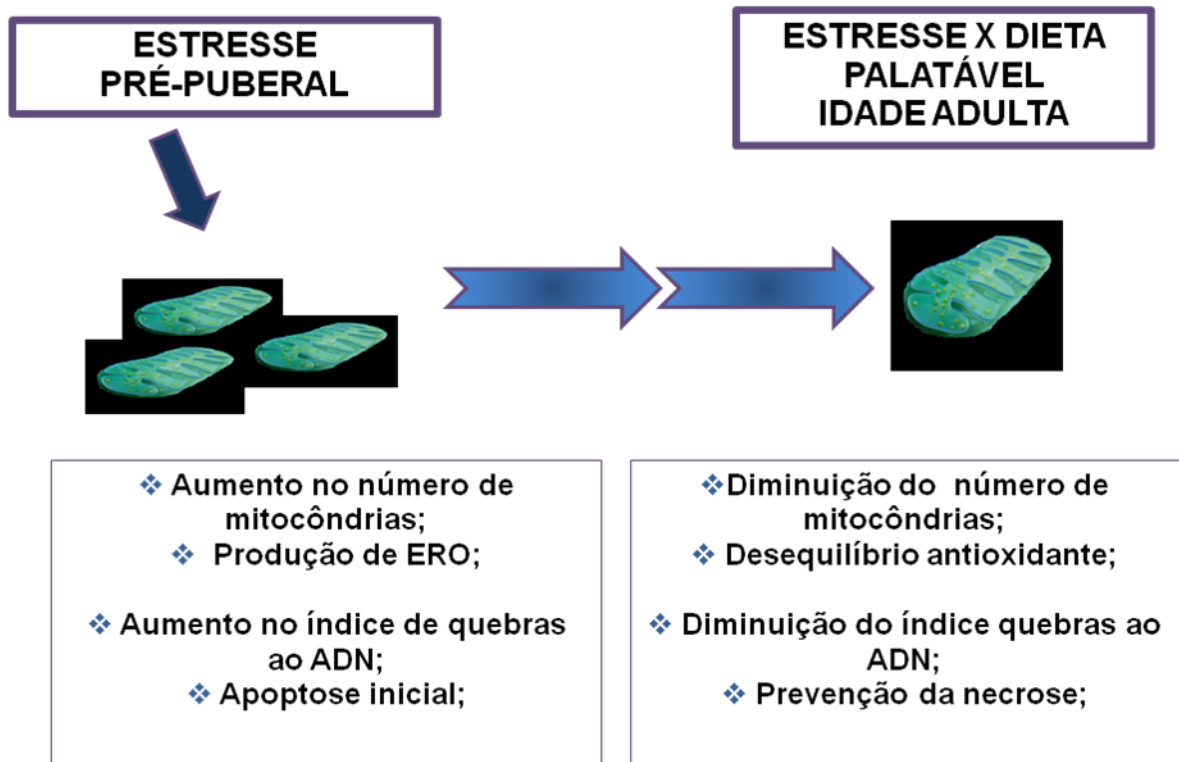 ESTRESSE
PRÉ-PUBERAL
ESTRESSE X DIETA
PALATÁVEL
IDADE ADULTA
❖ Aumento no número de
mitocôndrias;
❖ Produção de ERO;
❖ Aumento no índice de quebras
ao ADN;
❖ Apoptose inicial;
❖Diminuição do número de
mitocôndrias;
❖ Desequilíbrio antioxidante;
❖ Diminuição do índice quebras ao
ADN;
❖ Prevenção da necrose;